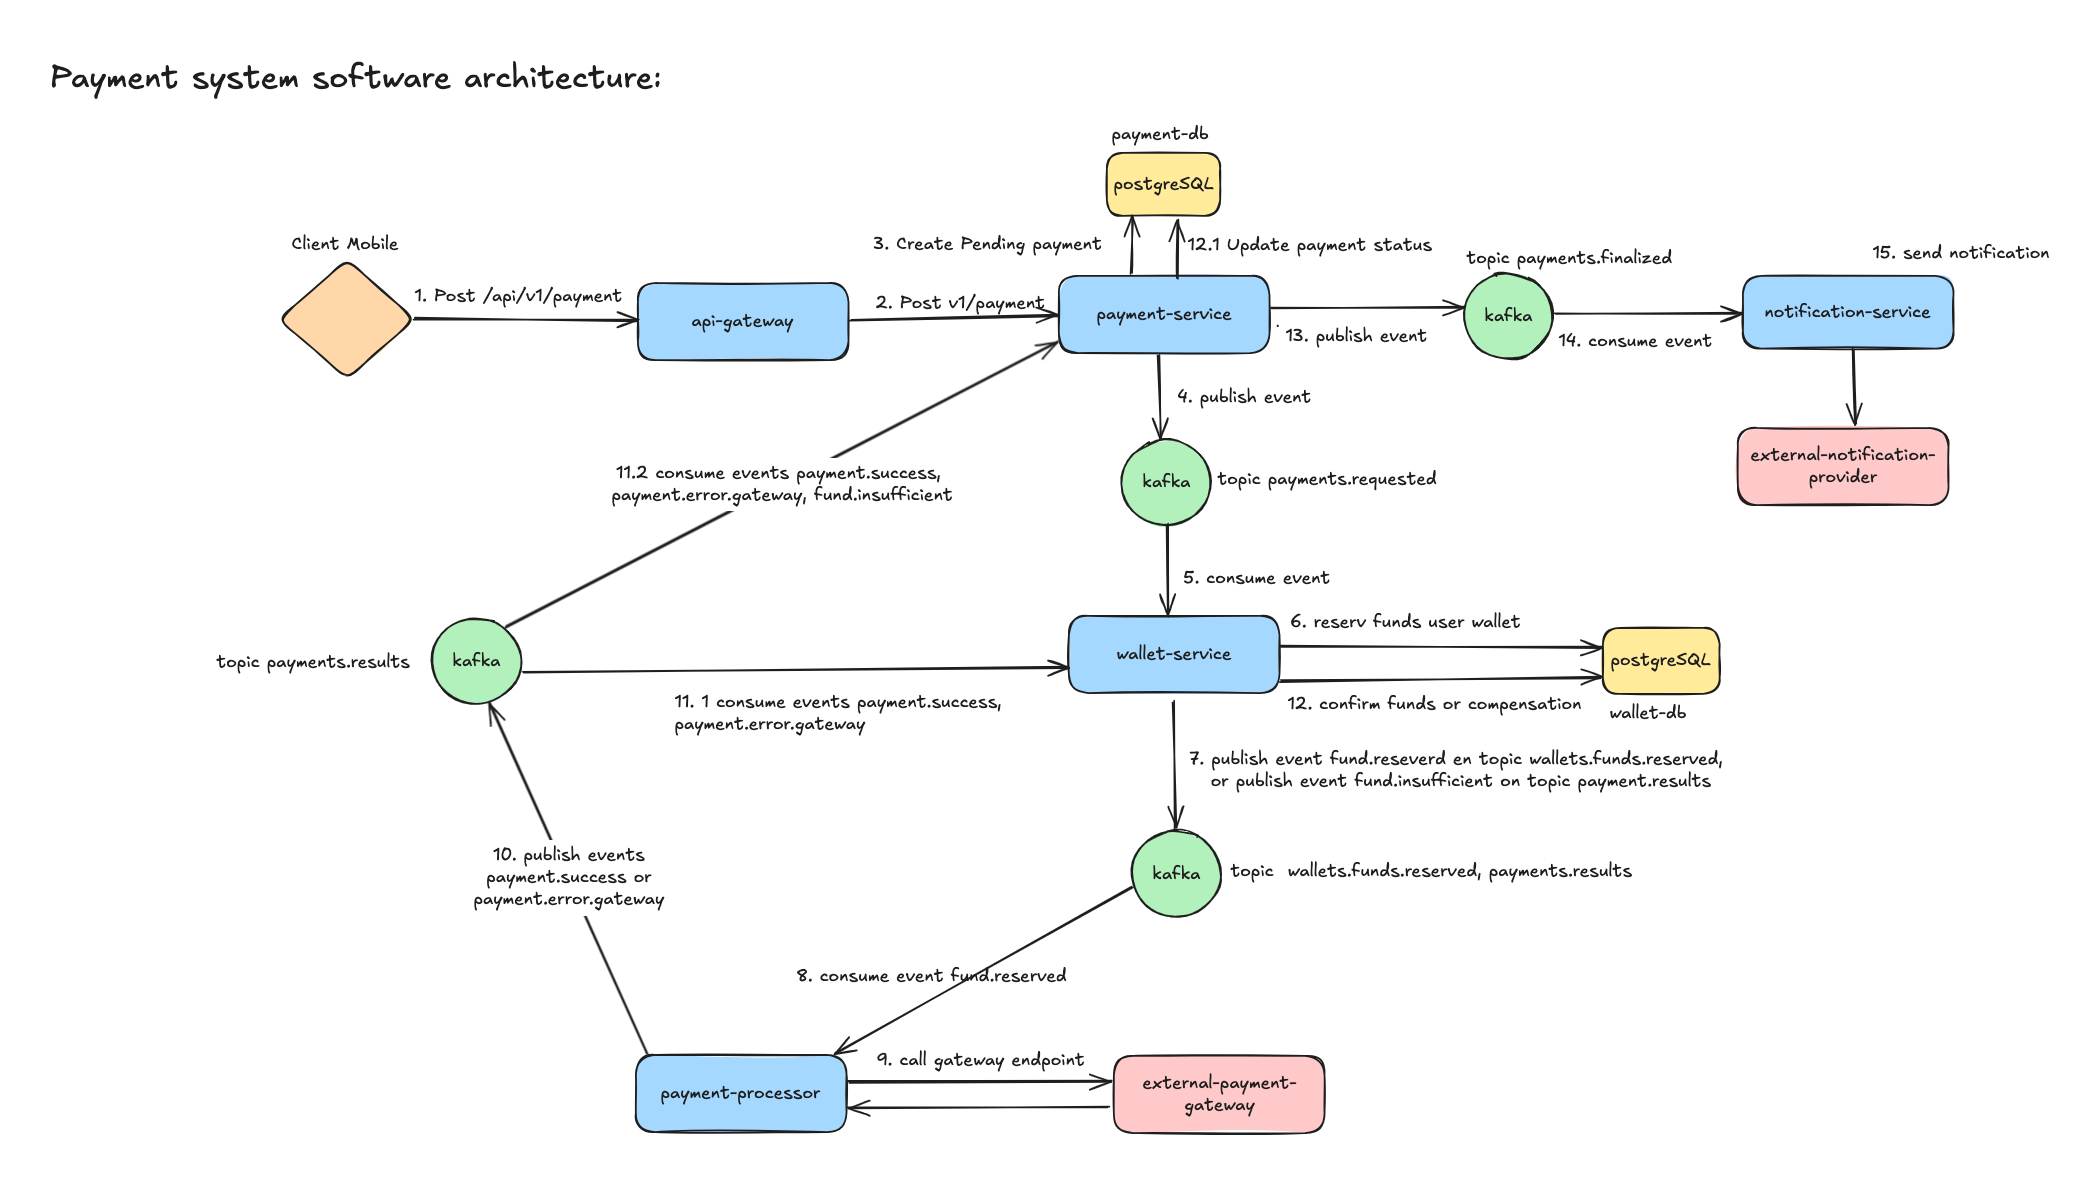 Payment system software architecture:
payment-db
postgreSQL
Client Mobile
3. Create Pending payment
12.1 Update payment status
topic payments.finalized
15. send notification
1. Post /api/v1/payment
api-gateway
2. Post v1/payment
payment-service
13. publish event
kafka
14. consume event
notification-service
4. publish event
external-notification-
provider
11.2 consume events payment.success,
payment.error.gateway, fund.insufficient
kafka
topic payments.requested
5. consume event
topic payments.results
kafka
wallet-service
6. reserv funds user wallet
postgreSQL
11. 1 consume events payment.success,
payment.error.gateway
12. confirm funds or compensation
wallet-db
7. publish event fund.reseverd en topic wallets.funds.reserved,
or publish event fund.insufficient on topic payment.results
10. publish events
payment.success or
payment.error.gateway
kafka
topic wallets.funds.reserved, payments.results
8. consume event fund.reserved
payment-processor
9. call gateway endpoint
external-payment-
gateway